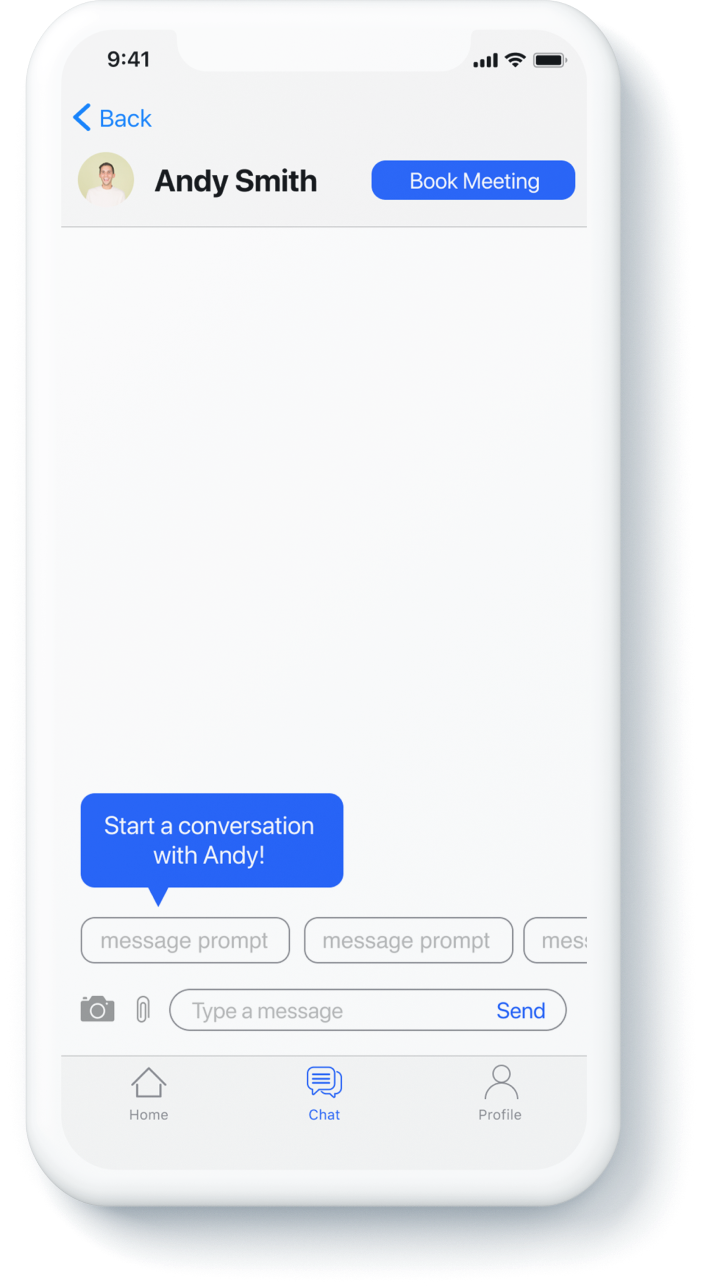 9:41
Back
Andy Smith
Book Meeting
Start a conversation
with Andy!
message prompt
message prompt
mess
Type a message
Send
Home
Chat
Profile